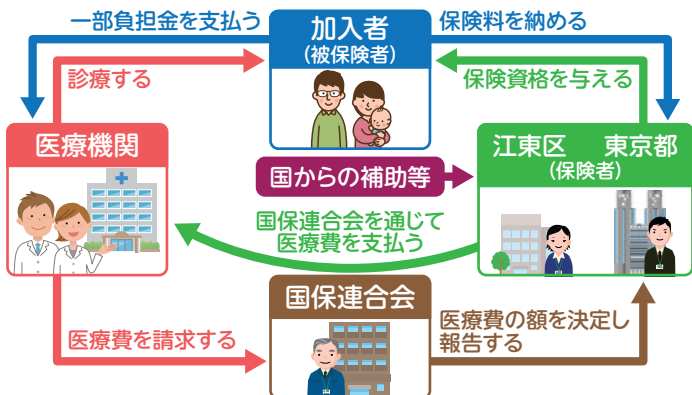 一部負担金を支払う
加入者
(被保険者)
保険料を納める
診療する
保険資格を与える
医療機関
江東区 東京都
(保険者)
国からの補助等
国保連合会を通じて
医療費を支払う
国保連合会
医療費を請求する
医療費の額を決定し
報告する